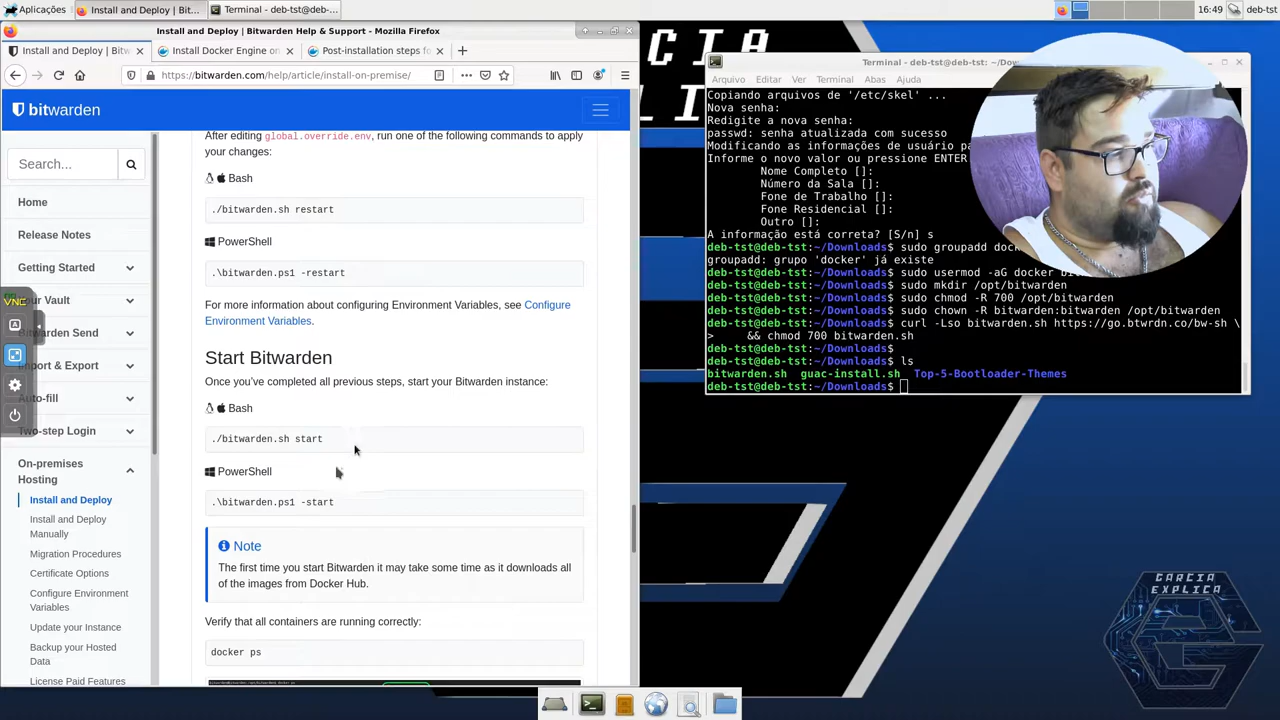 Aplicações
Install and Deploy | Bit...
Terminal - deb-tst@deb-...
16:49
deb-tst
Install and Deploy | Bitwarden Help & Support - Mozilla Firefox
Install and Deploy | Bitw
Install Docker Engine on
Post-installation steps fo
https://bitwarden.com/help/article/install-on-premise/
bitwarden
Search...
Home
Release Notes
Getting Started
Your Vault
Bitwarden Send
Import & Export
Auto-fill
Two-step Login
On-premises
Hosting
Install and Deploy
Install and Deploy
Manually
Migration Procedures
Certificate Options
Configure Environment
Variables
Update your Instance
Backup your Hosted
Data
License Paid Features
VNC
A
After editing global.override.env, run one of the following commands to apply
your changes:
Bash
./bitwarden.sh restart
PowerShell
.\bitwarden.ps1 -restart
For more information about configuring Environment Variables, see Configure
Environment Variables.
Start Bitwarden
Once you've completed all previous steps, start your Bitwarden instance:
Bash
./bitwarden.sh start
PowerShell
.\bitwarden.ps1 -start
Note
The first time you start Bitwarden it may take some time as it downloads all
of the images from Docker Hub.
Verify that all containers are running correctly:
docker ps
Terminal - deb-tst@deb-tst: ~/Dow
Arquivo Editar Ver Terminal Abas Ajuda
Copiando arquivos de '/etc/skel' ...
Nova senha:
Redigite a nova senha:
passwd: senha atualizada com sucesso
Modificando as informações de usuário pa
Informe o novo valor ou pressione ENTER
Nome Completo []:
Número da Sala []:
Fone de Trabalho []:
Fone Residencial []:
Outro []:
A informação está correta? [S/n] s
deb-tst@deb-tst:~/Downloads$ sudo groupadd dock
groupadd: grupo 'docker' já existe
deb-tst@deb-tst:~/Downloads$ sudo usermod -aG docker bi
deb-tst@deb-tst:~/Downloads$ sudo mkdir /opt/bitwarden
deb-tst@deb-tst:~/Downloads$ sudo chmod -R 700 /opt/bitwarden
deb-tst@deb-tst:~/Downloads$ sudo chown -R bitwarden:bitwarden /opt/bitwarden
deb-tst@deb-tst:~/Downloads$ curl -Lso bitwarden.sh https://go.btwrdn.co/bw-sh \
> && chmod 700 bitwarden.sh
deb-tst@deb-tst:~/Downloads$
deb-tst@deb-tst:~/Downloads$ ls
bitwarden.sh guac-install.sh Top-5-Bootloader-Themes
deb-tst@deb-tst:~/Downloads$
GARCIA
EXPLICA